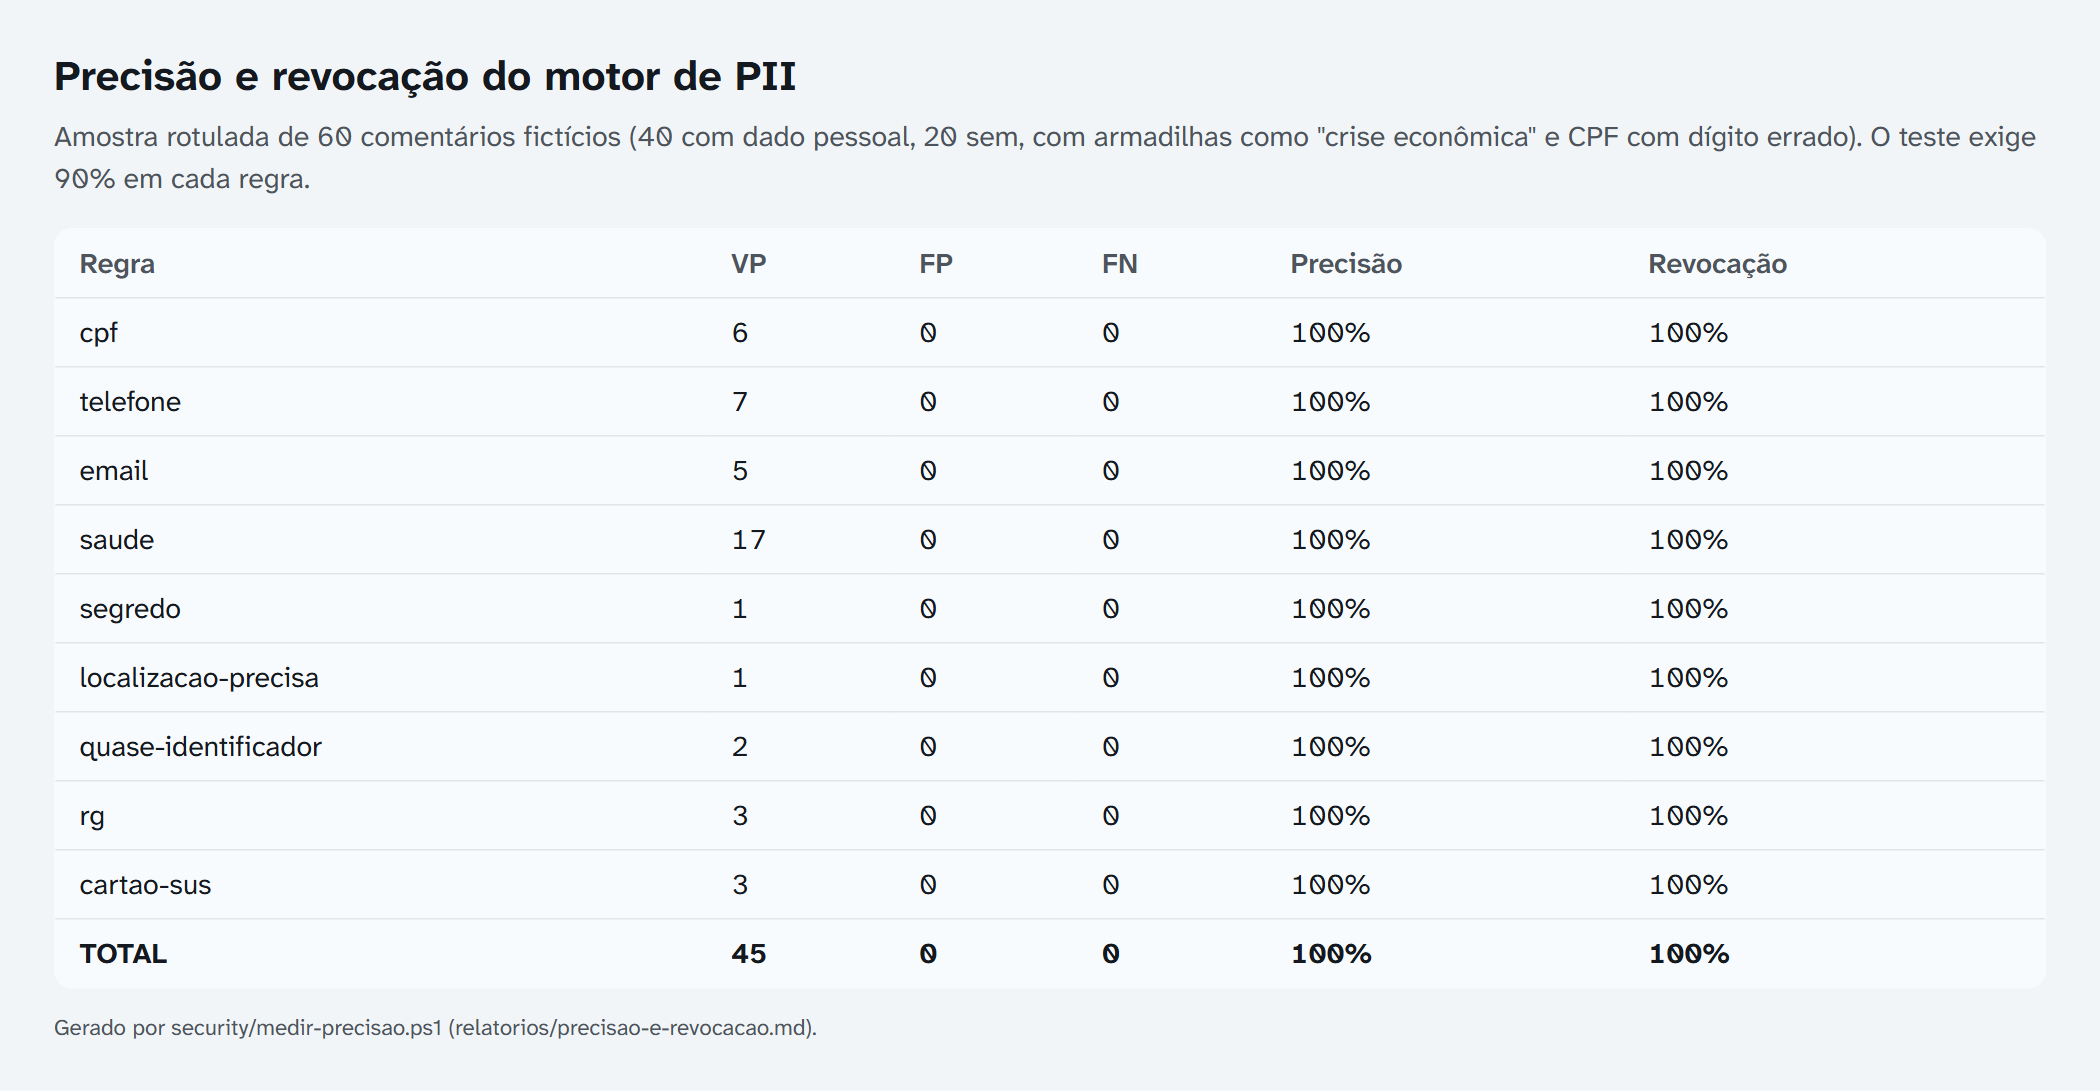 Precisão e revocação do motor de PII
Amostra rotulada de 60 comentários fictícios (40 com dado pessoal, 20 sem, com armadilhas como "crise econômica" e CPF com dígito errado). O teste exige
90% em cada regra.
Regra VP FP FN Precisão Revocação
cpf 6 0 0 100% 100%
telefone 7 0 0 100% 100%
email 5 0 0 100% 100%
saude 17 0 0 100% 100%
segredo 1 0 0 100% 100%
localizacao-precisa 1 0 0 100% 100%
quase-identificador 2 0 0 100% 100%
rg 3 0 0 100% 100%
cartao-sus 3 0 0 100% 100%
TOTAL 45 0 0 100% 100%
Gerado por security/medir-precisao.ps1 (relatorios/precisao-e-revocacao.md).